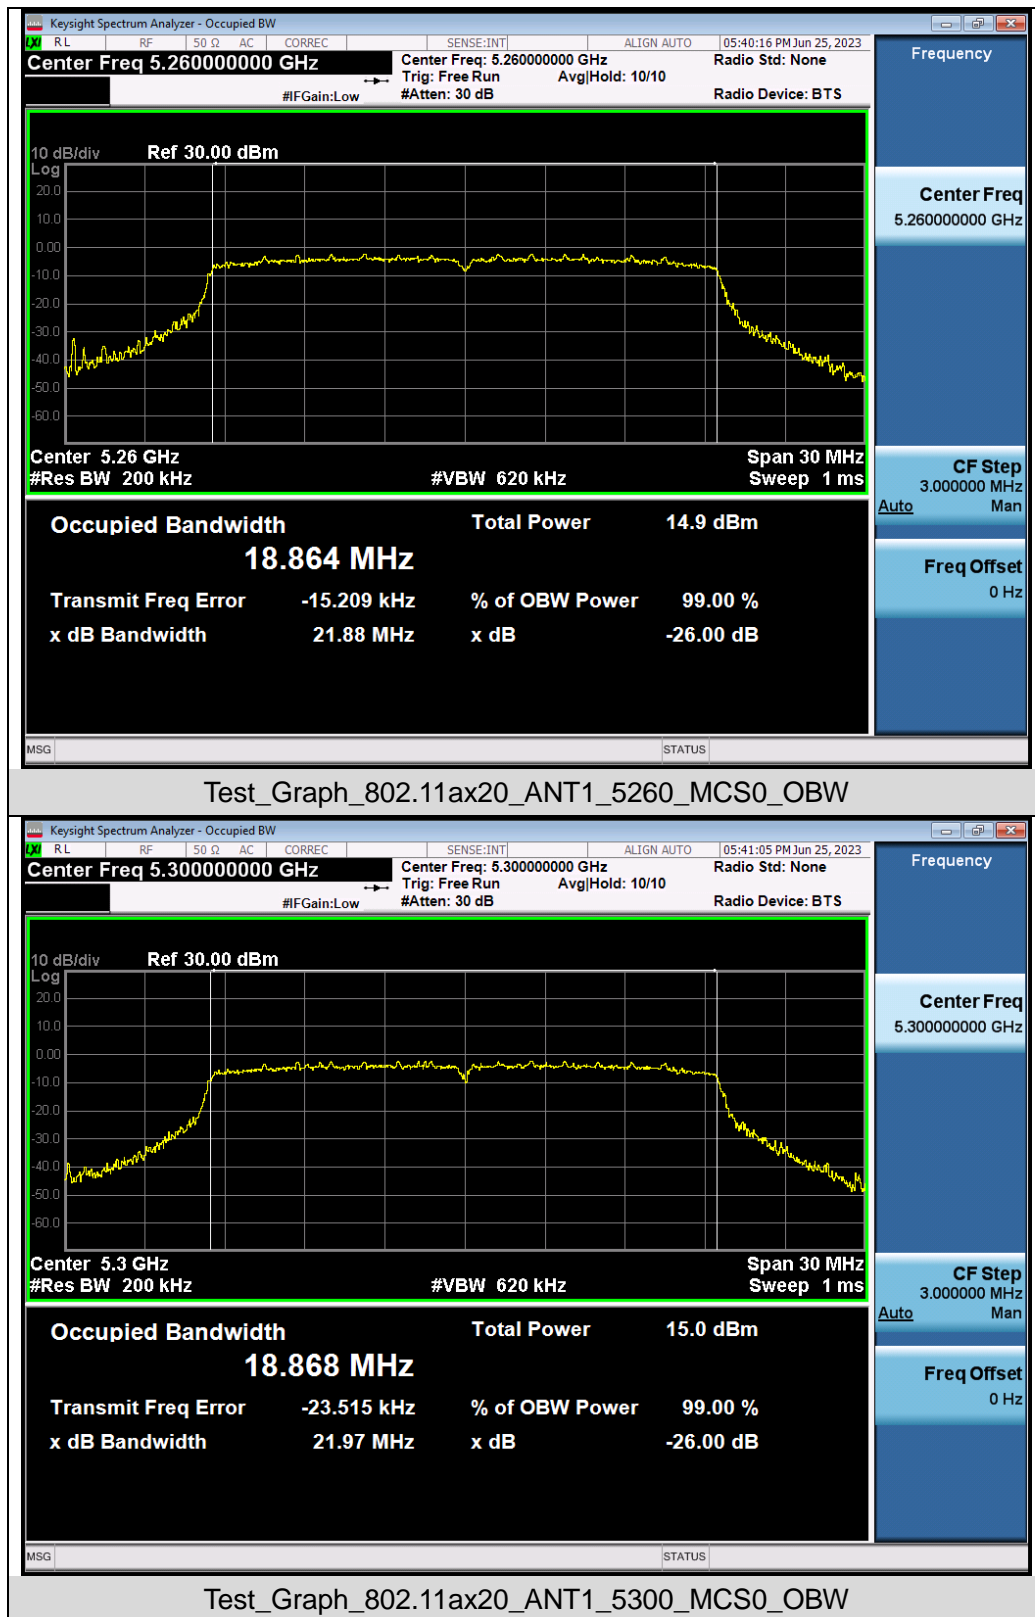 Keysight Spectrum Analyzer - Occupied BW
LXI RL RF 50 Ω AC CORREC SENSE:INT ALIGN AUTO 05:40:16 PM Jun 25, 2023
Center Freq 5.260000000 GHz
Center Freq: 5.260000000 GHz
Radio Std: None
Trig: Free Run Avg|Hold: 10/10
#IFGain:Low
#Atten: 30 dB
Radio Device: BTS
Frequency
10 dB/div Ref 30.00 dBm
Log
20.0
10.0
0.00
-10.0
-20.0
-30.0
-40.0
-50.0
-60.0
Center 5.26 GHz Span 30 MHz
#Res BW 200 kHz #VBW 620 kHz Sweep 1 ms
Center Freq
5.260000000 GHz
CF Step
3.000000 MHz
Auto Man
Freq Offset
0 Hz
Occupied Bandwidth Total Power 14.9 dBm
18.864 MHz
Transmit Freq Error -15.209 kHz % of OBW Power 99.00 %
x dB Bandwidth 21.88 MHz x dB -26.00 dB
MSG STATUS
Test_Graph_802.11ax20_ANT1_5260_MCS0_OBW
Keysight Spectrum Analyzer - Occupied BW
LXI RL RF 50 Ω AC CORREC SENSE:INT ALIGN AUTO 05:41:05 PM Jun 25, 2023
Center Freq 5.300000000 GHz
Center Freq: 5.300000000 GHz
Radio Std: None
Trig: Free Run Avg|Hold: 10/10
#IFGain:Low
#Atten: 30 dB
Radio Device: BTS
Frequency
10 dB/div Ref 30.00 dBm
Log
20.0
10.0
0.00
-10.0
-20.0
-30.0
-40.0
-50.0
-60.0
Center 5.3 GHz Span 30 MHz
#Res BW 200 kHz #VBW 620 kHz Sweep 1 ms
Center Freq
5.300000000 GHz
CF Step
3.000000 MHz
Auto Man
Freq Offset
0 Hz
Occupied Bandwidth Total Power 15.0 dBm
18.868 MHz
Transmit Freq Error -23.515 kHz % of OBW Power 99.00 %
x dB Bandwidth 21.97 MHz x dB -26.00 dB
MSG STATUS
Test_Graph_802.11ax20_ANT1_5300_MCS0_OBW